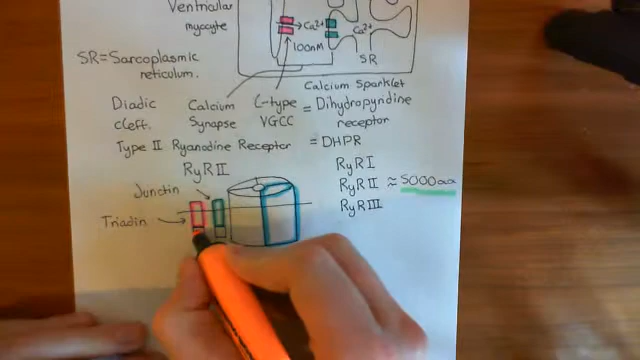 Ventricular
myocyte
Ca²⁺
Ca²⁺
100nM
SR
SR = Sarcoplasmic
reticulum.
Calcium Sparklet
Diadic
cleft.
Calcium
Synapse
L-type
VGCC
= Dihydropyridine
receptor
Type II Ryanodine Receptor
= DHPR
RyR II
Junctin
Triadin
RyR I
RyR II ≈ 5000aa
RyR III